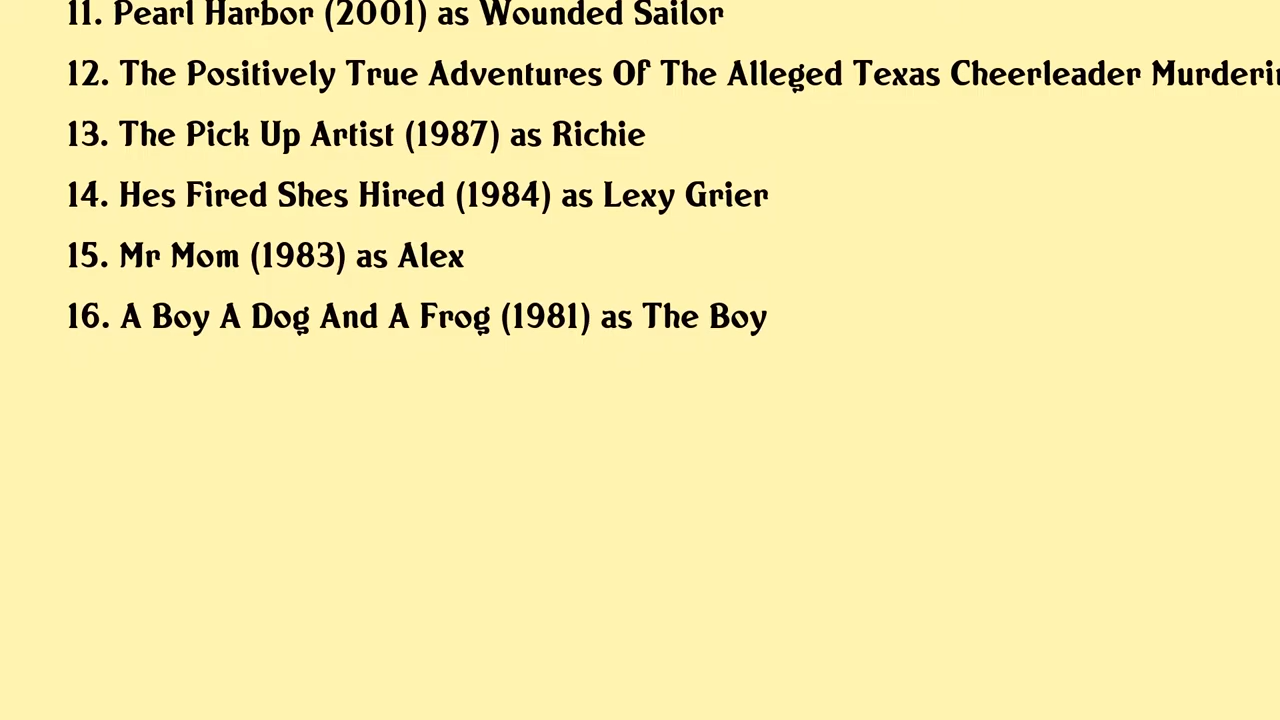 11. Pearl Harbor (2001) as Wounded Sailor
12. The Positively True Adventures Of The Alleged Texas Cheerleader Murderin
13. The Pick Up Artist (1987) as Richie
14. Hes Fired Shes Hired (1984) as Lexy Grier
15. Mr Mom (1983) as Alex
16. A Boy A Dog And A Frog (1981) as The Boy